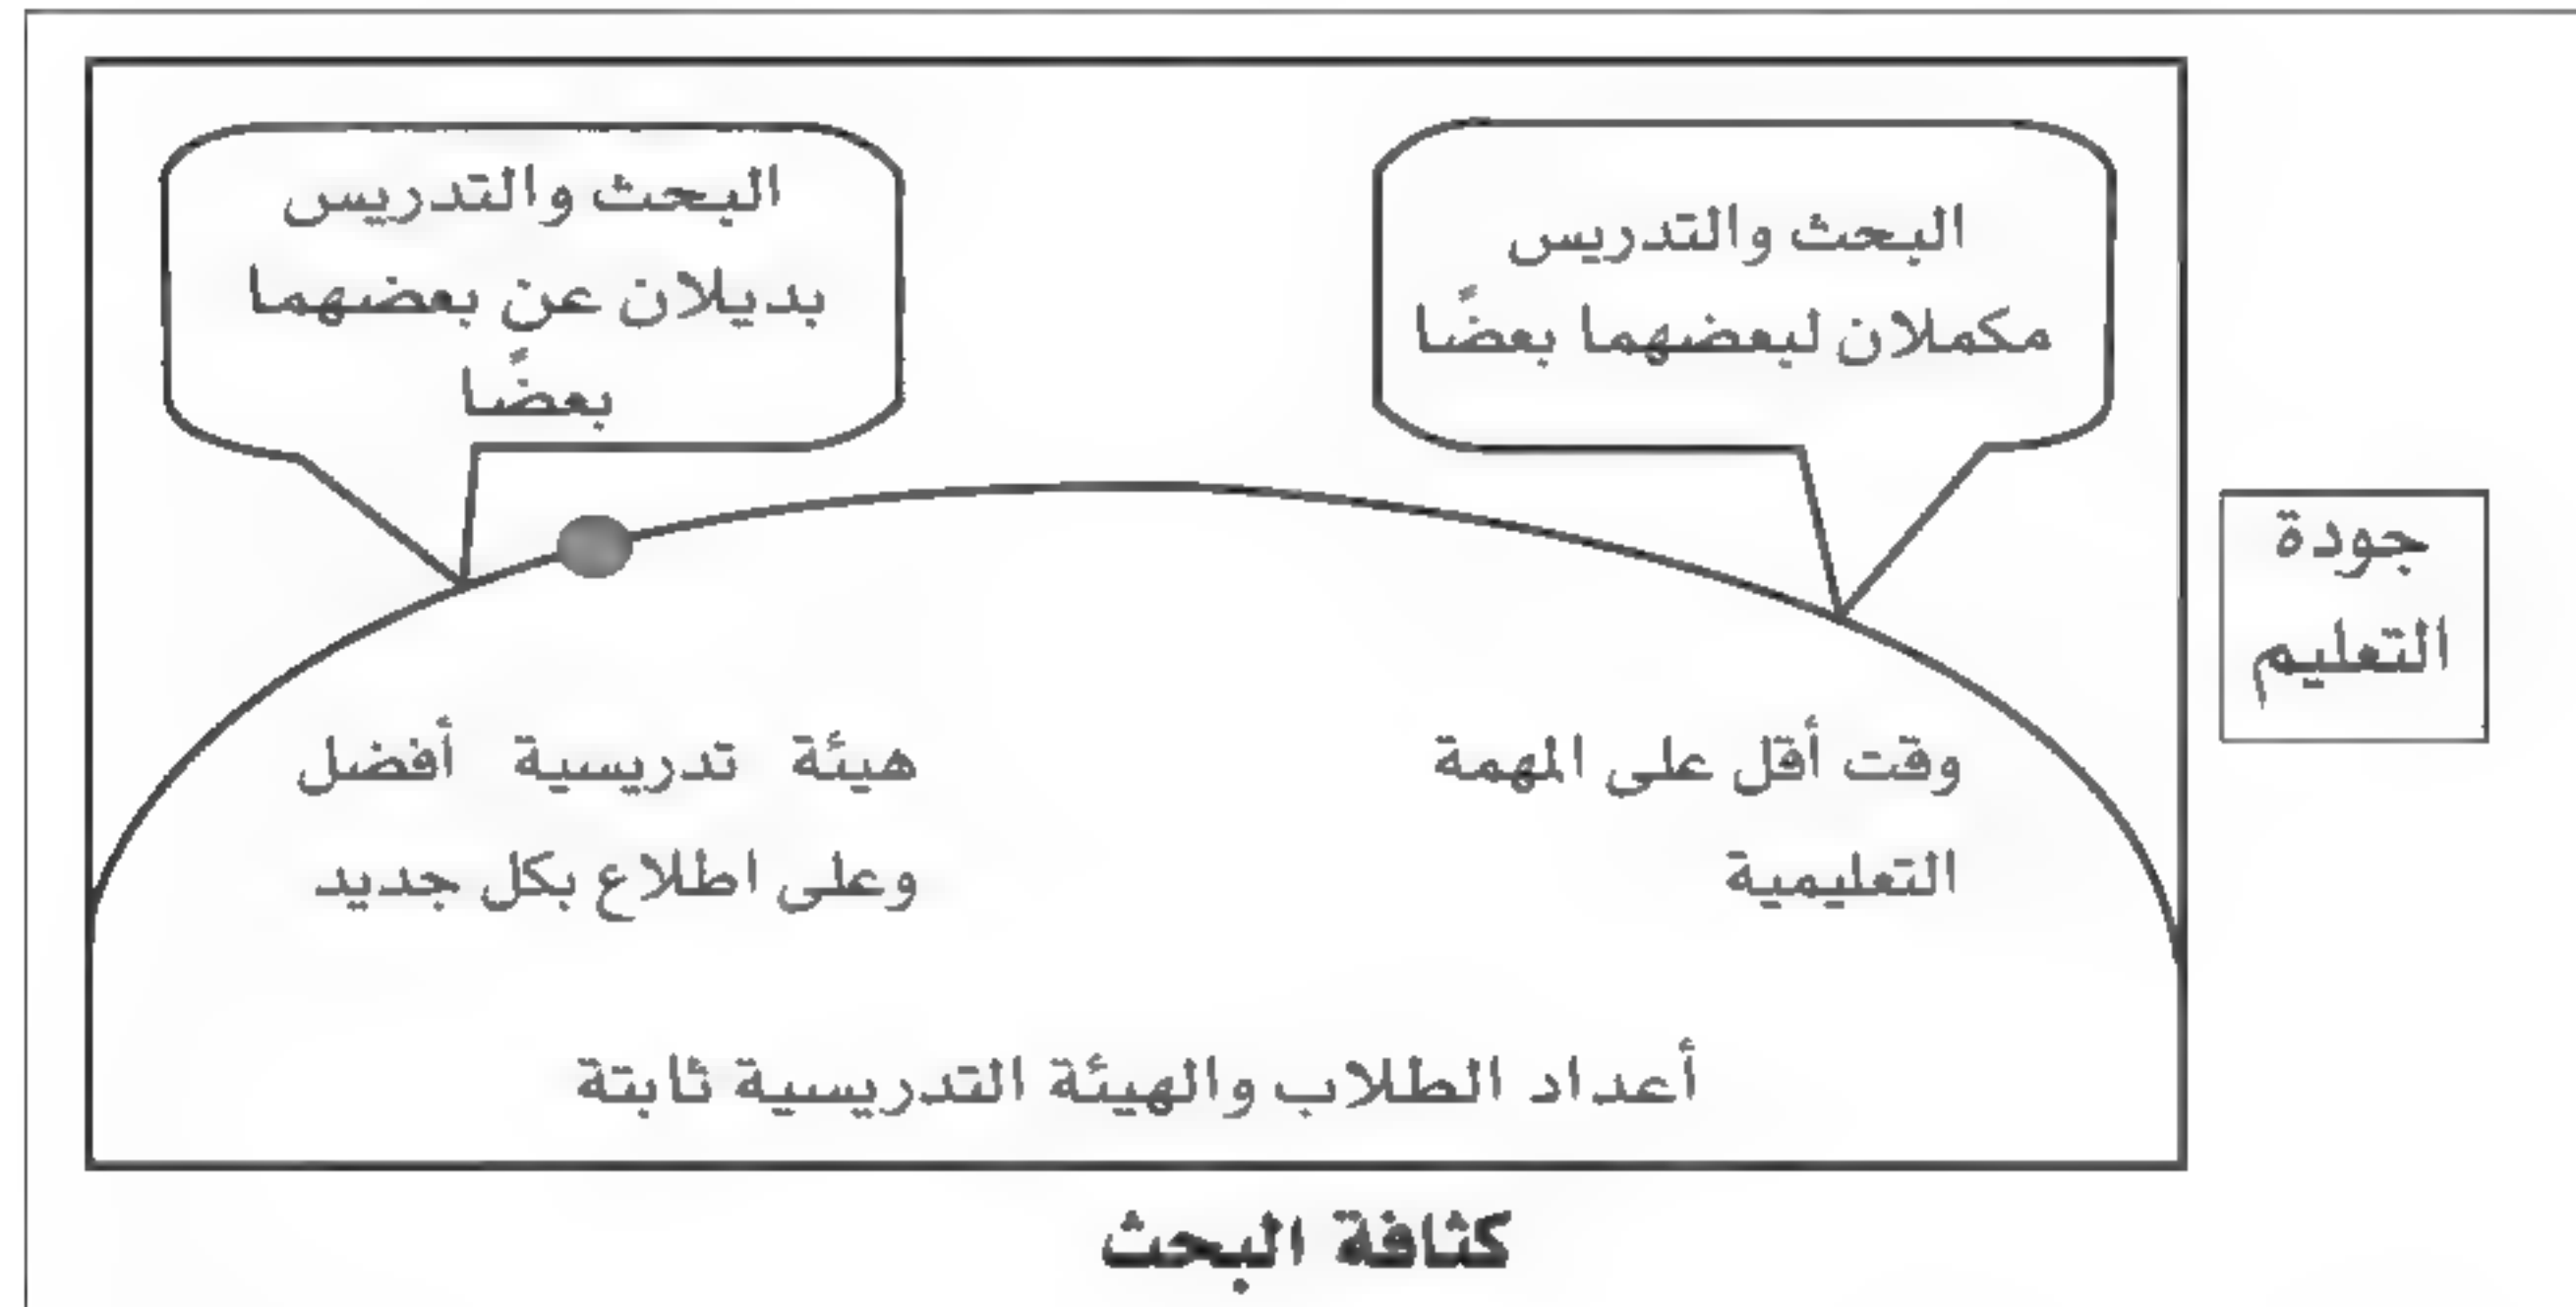 البحث والتدريس
مكملان لبعضهما بعضًا
البحث والتدريس
بديلان عن بعضهما
بعضًا
جودة
التعليم
وقت أقل على المهمة
التعليمية
هيئة تدريسية أفضل
وعلى اطلاع بكل جديد
أعداد الطلاب والهيئة التدريسية ثابتة
كثافة البحث